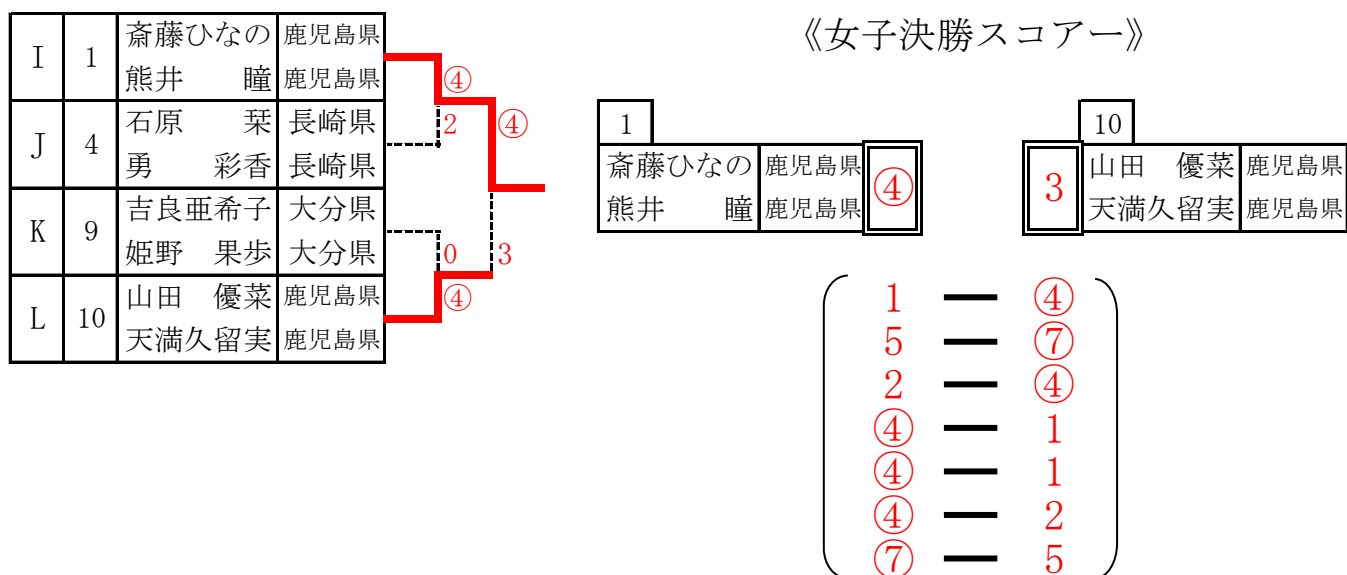 I 1 斎藤ひなの 鹿児島県
熊井 瞳 鹿児島県
④
J 4 石原 栞 長崎県
勇 彩香 長崎県
2
④
K 9 吉良亜希子 大分県
姫野 果歩 大分県
0
3
L 10 山田 優菜 鹿児島県
天満久留実 鹿児島県
④
《女子決勝スコアー》
1
斎藤ひなの 鹿児島県
熊井 瞳 鹿児島県
④
3
10
山田 優菜 鹿児島県
天満久留実 鹿児島県
1 — ④
5 — ⑦
2 — ④
④ — 1
④ — 1
④ — 2
⑦ — 5